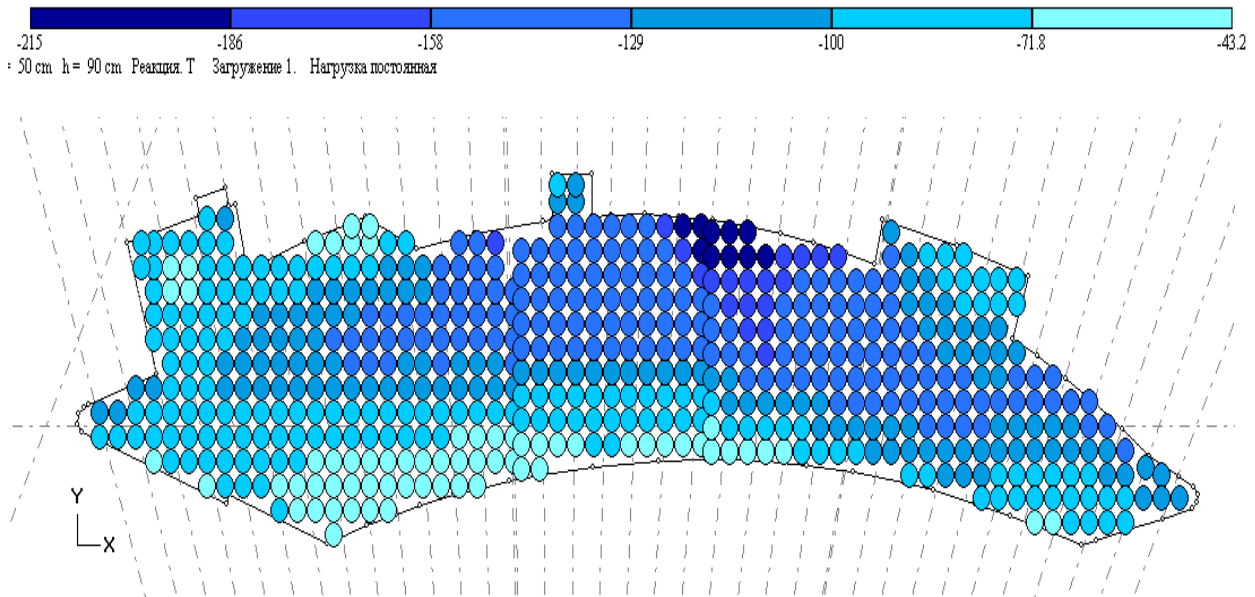 -215 -186 -158 -129 -100 -71.8 -43.2
= 50 cm h = 90 cm Реакция. Т Загружение 1. Нагрузка постоянная
Y
X